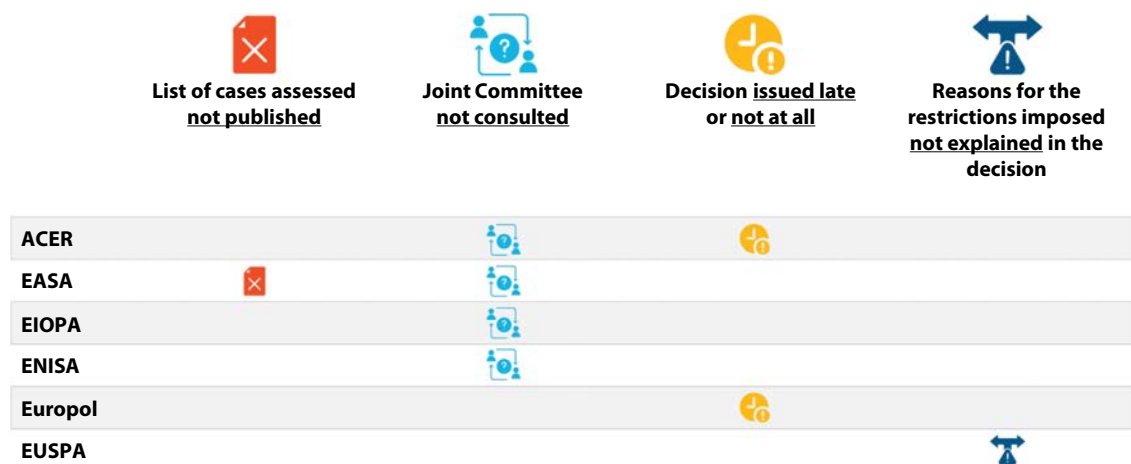 List of cases assessed
not published
Joint Committee
not consulted
Decision issued late
or not at all
Reasons for the
restrictions imposed
not explained in the
decision
ACER
EASA
EIOPA
ENISA
Europol
EUSPA